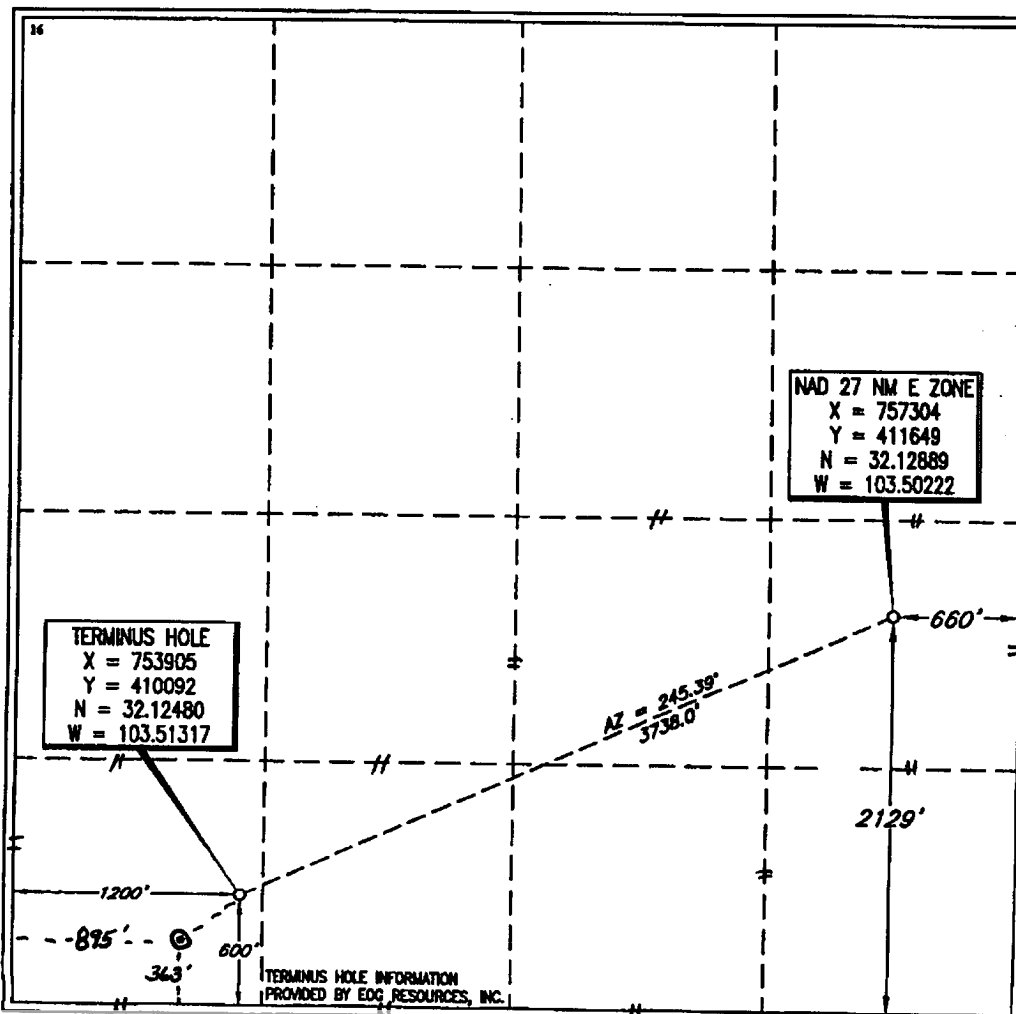 16
NAD 27 NM E ZONE
X = 757304
Y = 411649
N = 32.12889
W = 103.50222
660'
TERMINUS HOLE
X = 753905
Y = 410092
N = 32.12480
W = 103.51317
AZ = 245.39°
3738.0'
2129'
1200'
895'
600'
363'
TERMINUS HOLE INFORMATION
PROVIDED BY EOG RESOURCES, INC.